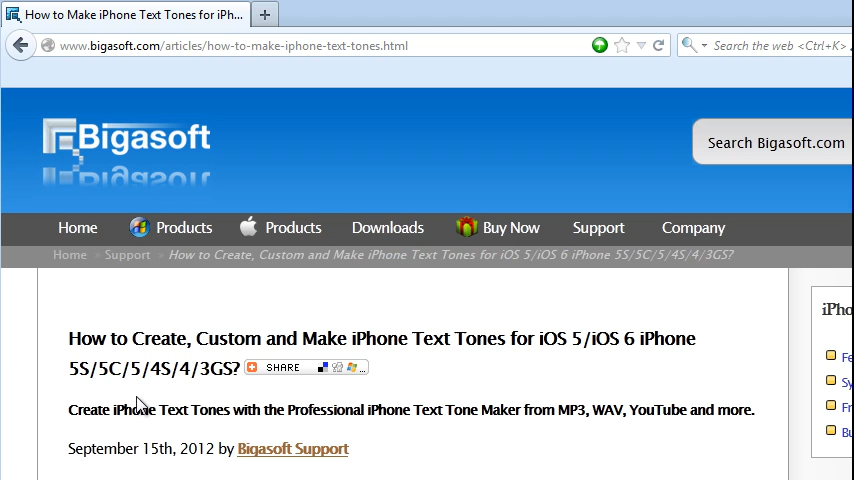 How to Make iPhone Text Tones for iPh...
www.bigasoft.com/articles/how-to-make-iphone-text-tones.html
Search the web <Ctrl+K>
Bigasoft
Search Bigasoft.com
Home Products Products Downloads Buy Now Support Company
Home » Support » How to Create, Custom and Make iPhone Text Tones for iOS 5/iOS 6 iPhone 5S/5C/5/4S/4/3GS?
How to Create, Custom and Make iPhone Text Tones for iOS 5/iOS 6 iPhone
5S/5C/5/4S/4/3GS? SHARE
Create iPhone Text Tones with the Professional iPhone Text Tone Maker from MP3, WAV, YouTube and more.
September 15th, 2012 by Bigasoft Support
iPho
Fe
Sy
Fr
Bu